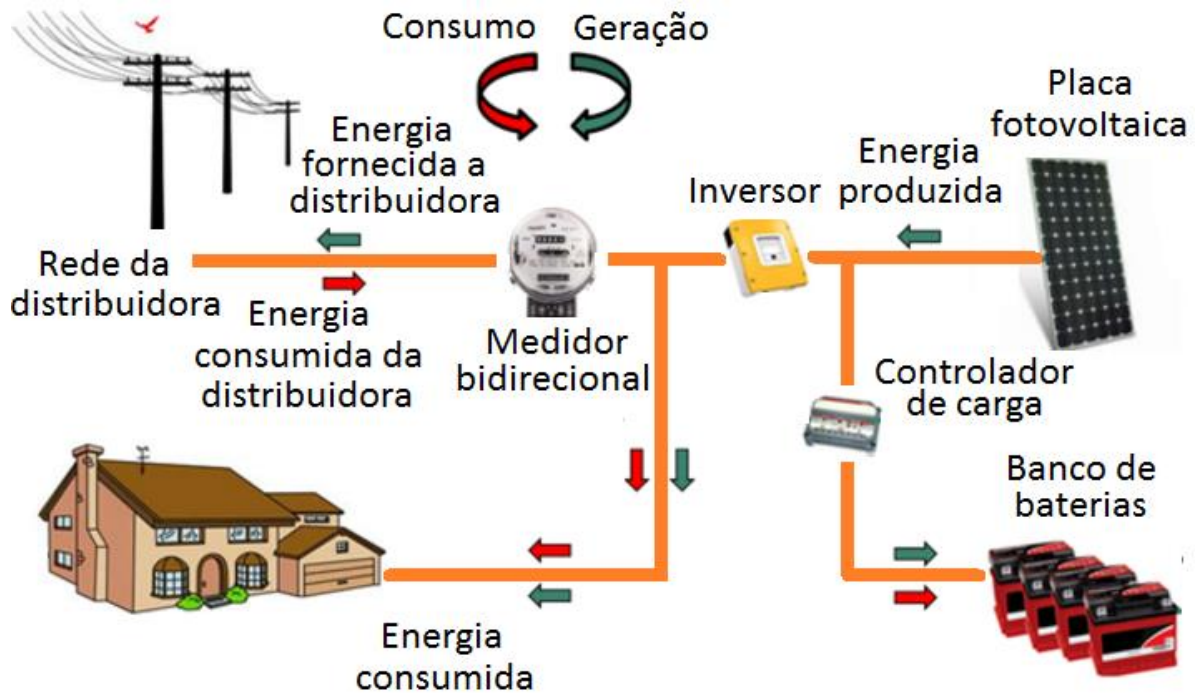 Consumo
Geração
Placa
fotovoltaica
Energia
fornecida a
distribuidora
Inversor
Energia
produzida
Rede da
distribuidora
Energia
consumida da
distribuidora
Medidor
bidirecional
Controlador
de carga
Banco de
baterias
Energia
consumida